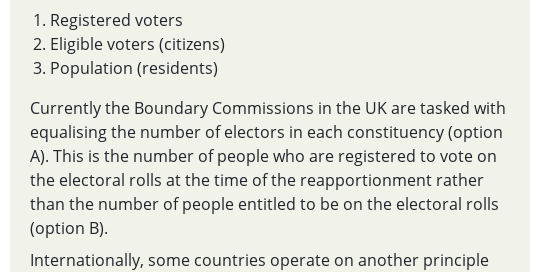 1. Registered voters
2. Eligible voters (citizens)
3. Population (residents)
Currently the Boundary Commissions in the UK are tasked with
equalising the number of electors in each constituency (option
A). This is the number of people who are registered to vote on
the electoral rolls at the time of the reapportionment rather
than the number of people entitled to be on the electoral rolls
(option B).
Internationally, some countries operate on another principle